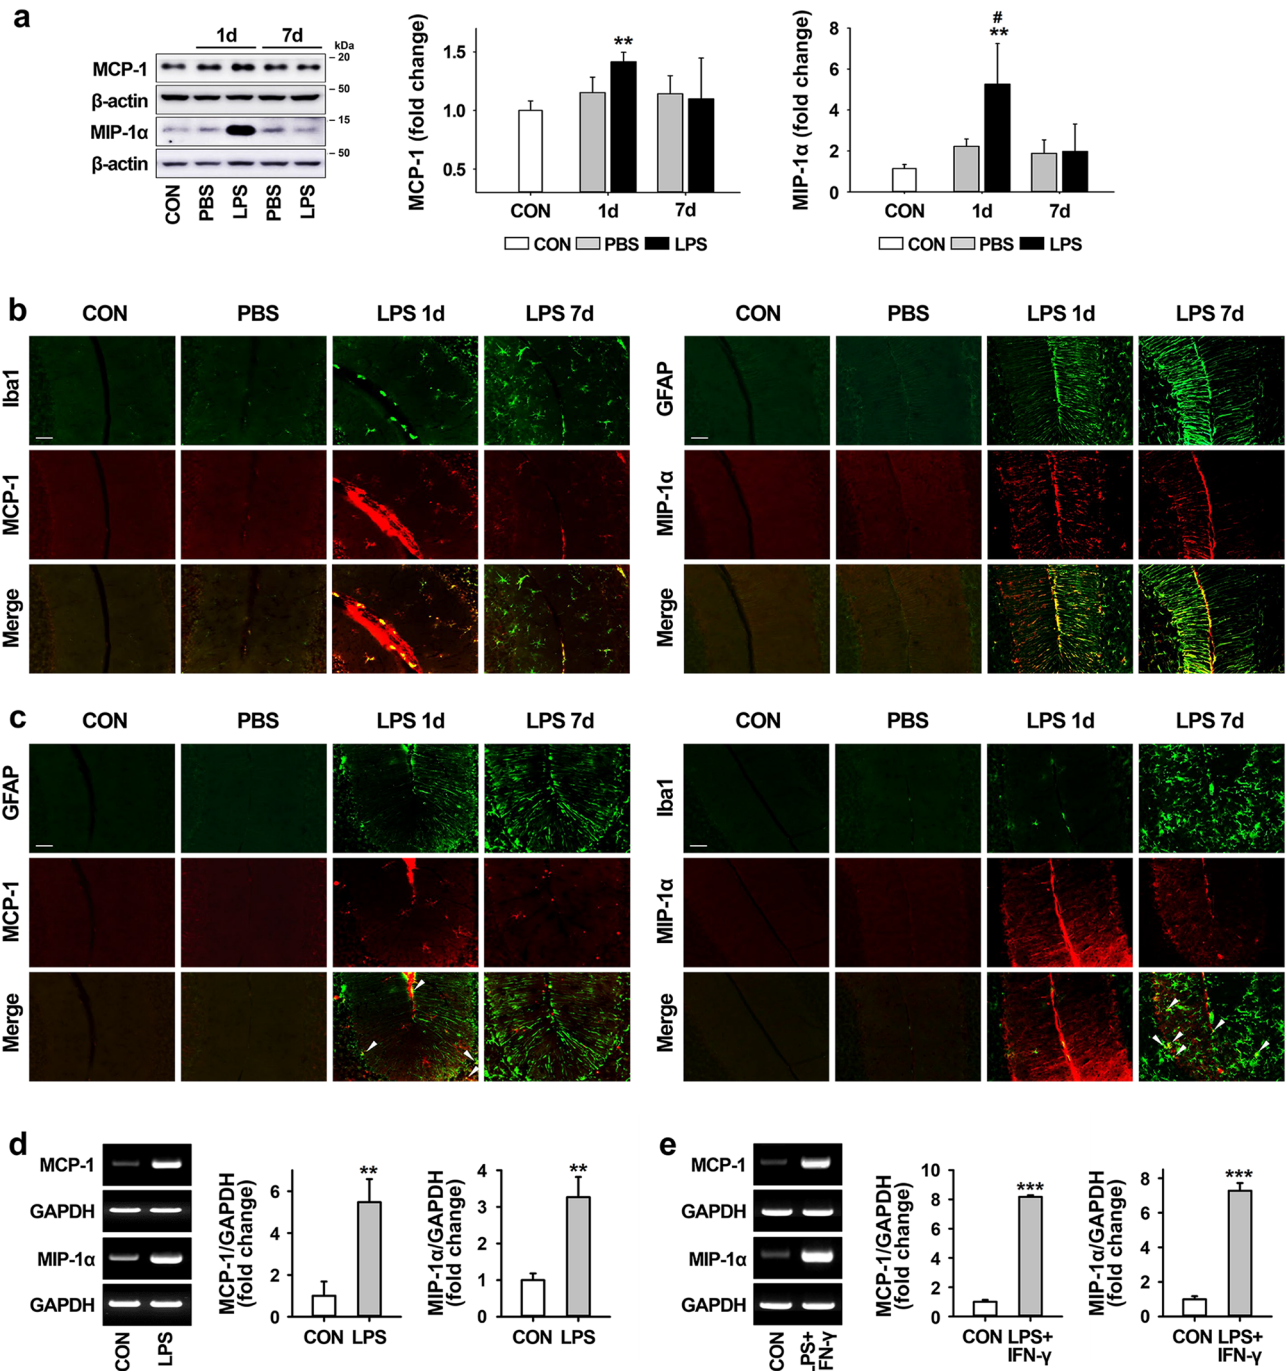 a
1d 7d
kDa
MCP-1
– 20
β-actin
– 50
MIP-1α
– 15
β-actin
– 50
CON PBS LPS PBS LPS
MCP-1 (fold change)
1.5
1.0
0.5
**
CON 1d 7d
CON PBS LPS
MIP-1α (fold change)
8
6
4
2
0
#
**
CON 1d 7d
CON PBS LPS
b
CON PBS LPS 1d LPS 7d
Iba1
MCP-1
Merge
CON PBS LPS 1d LPS 7d
GFAP
MIP-1α
Merge
c
CON PBS LPS 1d LPS 7d
GFAP
MCP-1
Merge
CON PBS LPS 1d LPS 7d
Iba1
MIP-1α
Merge
d
MCP-1
GAPDH
MIP-1α
GAPDH
CON LPS
MCP-1/GAPDH
(fold change)
6
4
2
0
**
CON LPS
MIP-1α/GAPDH
(fold change)
4
3
2
1
0
**
CON LPS
e
MCP-1
GAPDH
MIP-1α
GAPDH
CON
LPS+
IFN-γ
MCP-1/GAPDH
(fold change)
10
8
6
4
2
0
***
CON LPS+
IFN-γ
MIP-1α/GAPDH
(fold change)
8
6
4
2
0
***
CON LPS+
IFN-γ